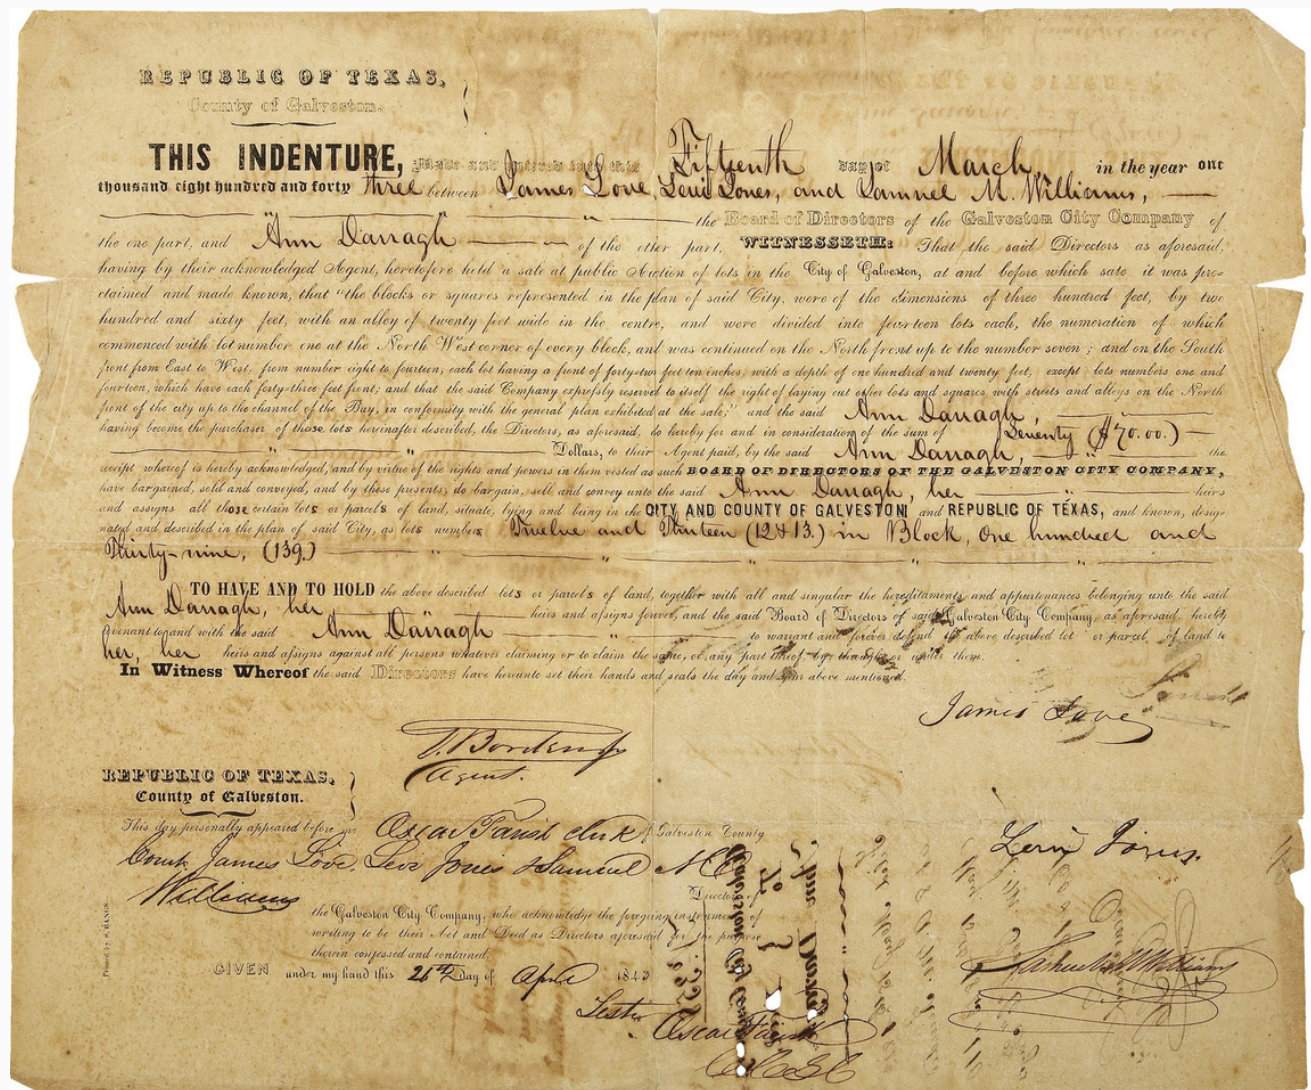 REPUBLIC OF TEXAS,
County of Galveston.
THIS INDENTURE, Made and entered into this Fifteenth day of March, in the year one
thousand eight hundred and forty three between James Love, Levi Jones, and Samuel M. Williams,
the Board of Directors of the Galveston City Company of
the one part, and Ann Darragh of the other part, WITNESSETH: That the said Directors as aforesaid,
having by their acknowledged Agent, heretofore held a sale at public Auction of lots in the City of Galveston, at and before which sale it was pro-
claimed and made known, that "the blocks or squares represented in the plan of said City, were of the dimensions of three hundred feet, by two
hundred and sixty feet, with an alley of twenty feet wide in the centre, and were divided into fourteen lots each, the numeration of which
commenced with lot number one at the North West corner of every block, and was continued on the North front up to the number seven; and on the South
front from East to West, from number eight to fourteen; each lot having a front of forty-two feet ten inches, with a depth of one hundred and twenty feet, except lots numbers one and
fourteen, which have each forty-three feet front; and that the said Company expressly reserved to itself the right of laying out other lots and squares with streets and alleys on the North
front of the city up to the channel of the Bay, in conformity with the general plan exhibited at the sale;" and the said Ann Darragh,
having become the purchaser of those lots hereinafter described, the Directors, as aforesaid, do hereby for and in consideration of the sum of Seventy ($70.00.)
Dollars, to their Agent paid, by the said Ann Darragh, the
receipt whereof is hereby acknowledged, and by virtue of the rights and powers in them vested as such BOARD OF DIRECTORS OF THE GALVESTON CITY COMPANY,
have bargained, sold and conveyed, and by these presents, do bargain, sell and convey unto the said Ann Darragh, her heirs
and assigns all those certain lots or parcels of land, situate, lying and being in the CITY AND COUNTY OF GALVESTON and REPUBLIC OF TEXAS, and known, desig-
nated and described in the plan of said City, as lots numbers Twelve and Thirteen (12 & 13.) in Block, One hundred and
Thirty-nine, (139.)
TO HAVE AND TO HOLD the above described lots or parcels of land, together with all and singular the hereditaments and appurtenances belonging unto the said
Ann Darragh, her heirs and assigns forever, and the said Board of Directors of said Galveston City Company, as aforesaid, hereby
covenant to and with the said Ann Darragh to warrant and forever defend the above described lot or parcel of land to
her, her heirs and assigns against all persons whatever claiming or to claim the same, or any part thereof, by, through or under them.
In Witness Whereof the said Directors have hereunto set their hands and seals the day and year above mentioned.
James Love
T. Borden
Agent.
REPUBLIC OF TEXAS,
County of Galveston.
This day personally appeared before me Oscar Farish clerk of Galveston County
Court James Love, Levi Jones & Samuel M
Williams
Levi Jones.
Directors of
the Galveston City Company, who acknowledge the foregoing instrument of
writing to be their Act and Deed as Directors aforesaid for the purpose
therein confessed and contained.
Samuel M Williams
GIVEN under my hand this 26th day of April 1843
Teste
Oscar Farish
Printed by S. BANGS.